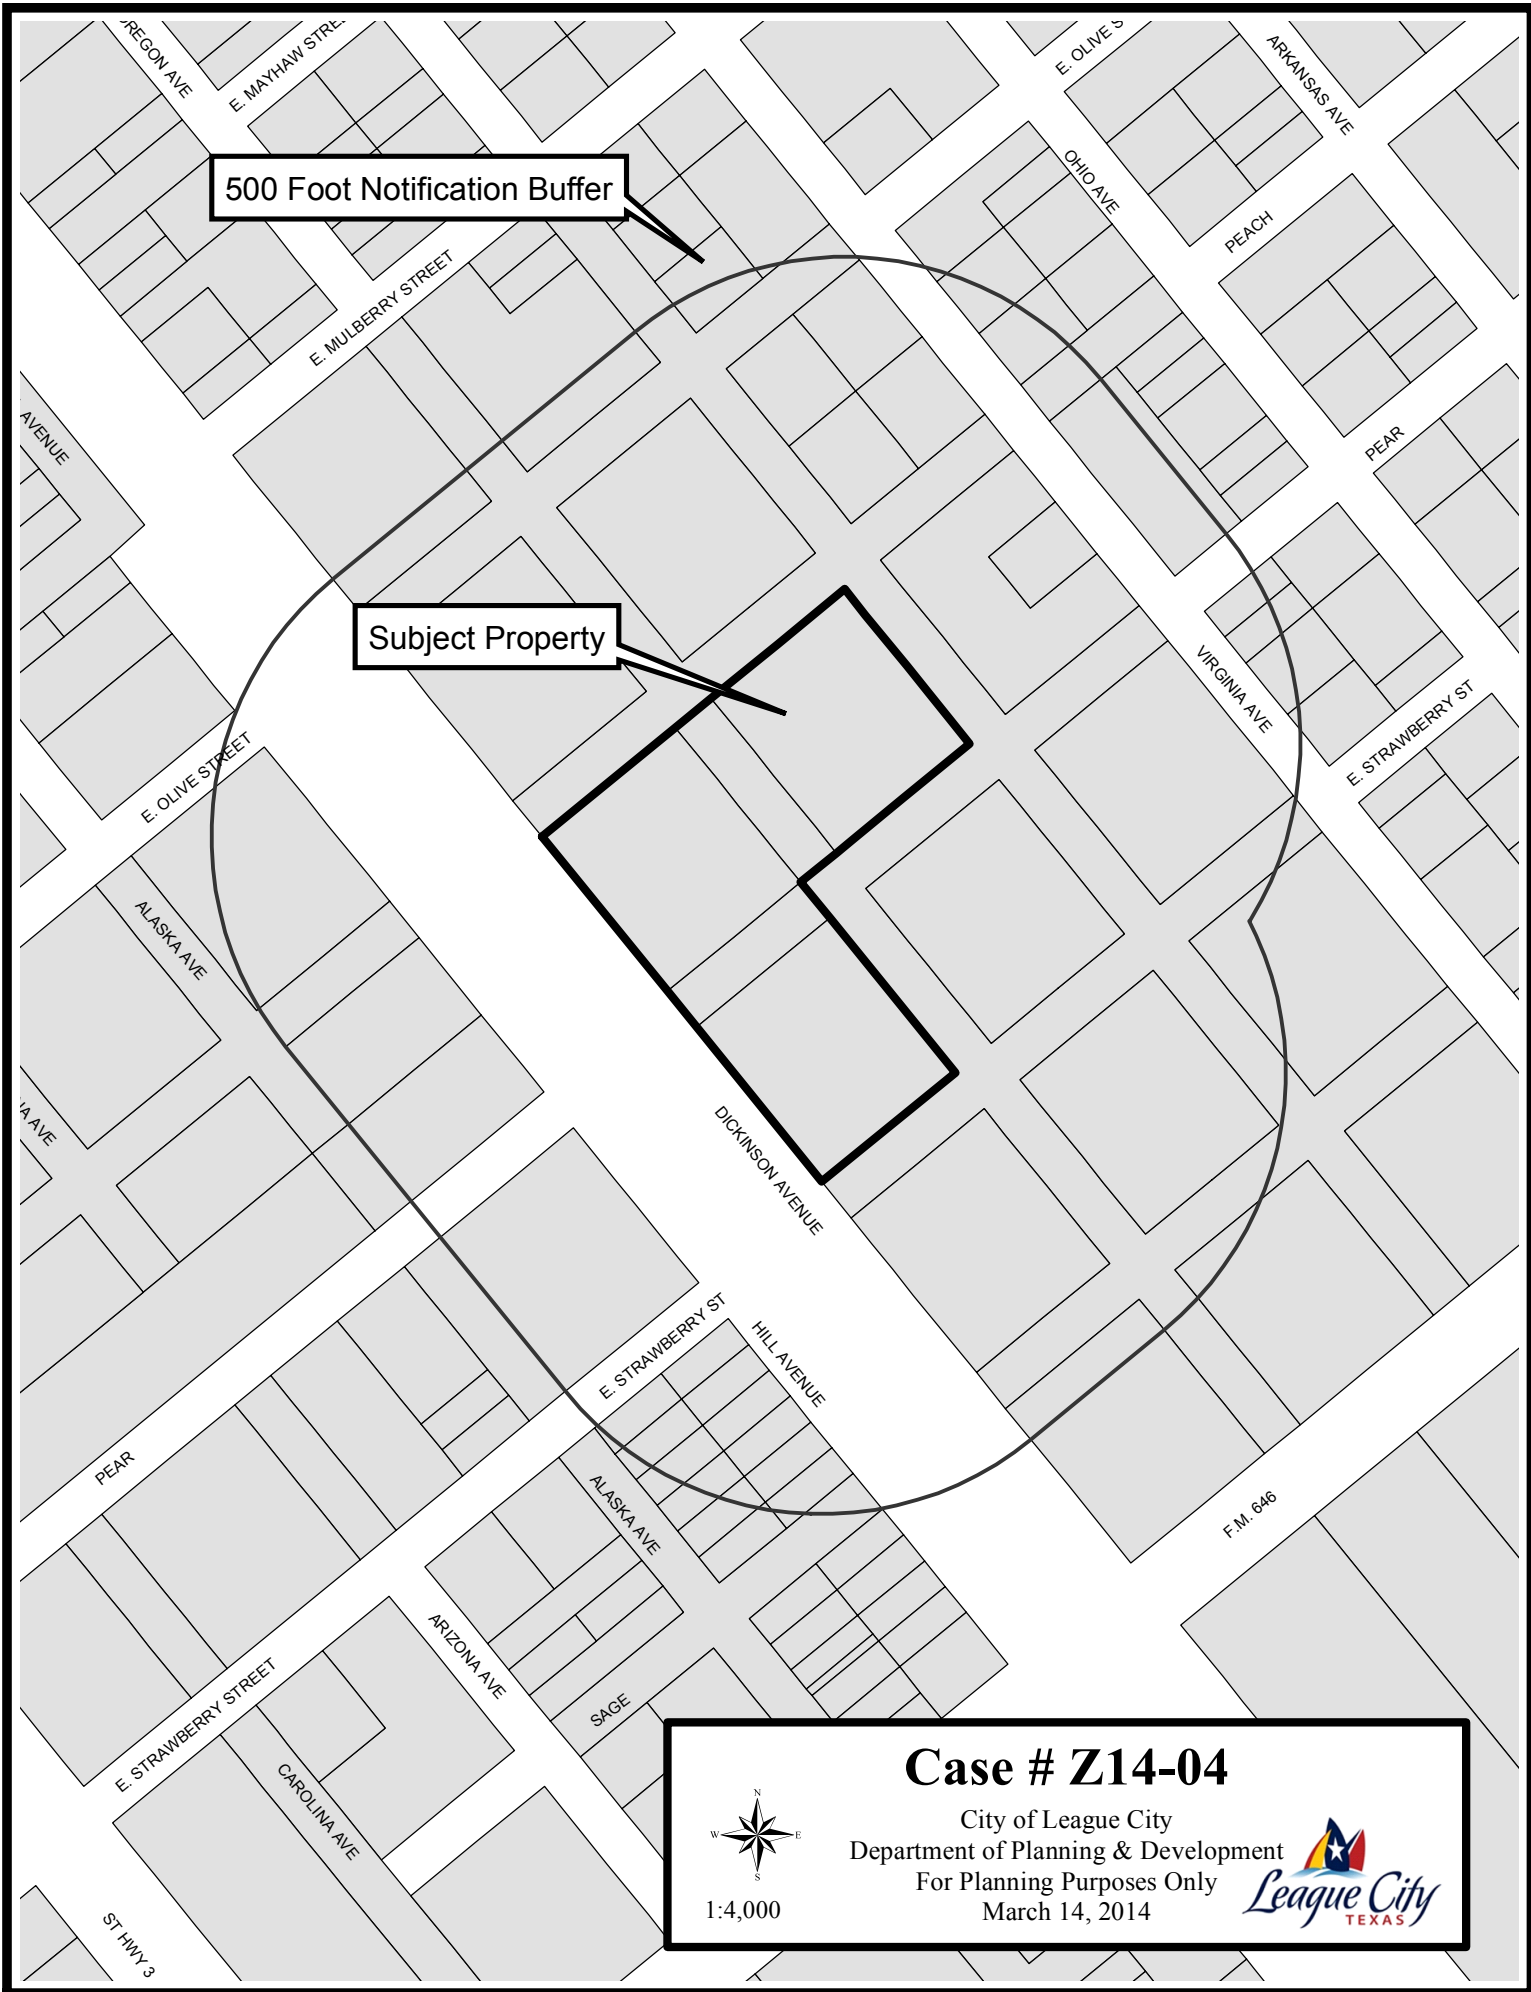 OREGON AVE
E. MAYHAW STRE
E. OLIVE S
ARKANSAS AVE
500 Foot Notification Buffer
OHIO AVE
PEACH
E. MULBERRY STREET
AVENUE
PEAR
Subject Property
VIRGINIA AVE
E. STRAWBERRY ST
E. OLIVE STREET
ALASKA AVE
IA AVE
DICKINSON AVENUE
E. STRAWBERRY ST
HILL AVENUE
PEAR
ALASKA AVE
F.M. 646
ARIZONA AVE
SAGE
E. STRAWBERRY STREET
CAROLINA AVE
ST HWY 3
Case # Z14-04
N
W E
S
1:4,000
City of League City
Department of Planning & Development
For Planning Purposes Only
March 14, 2014
League City
TEXAS